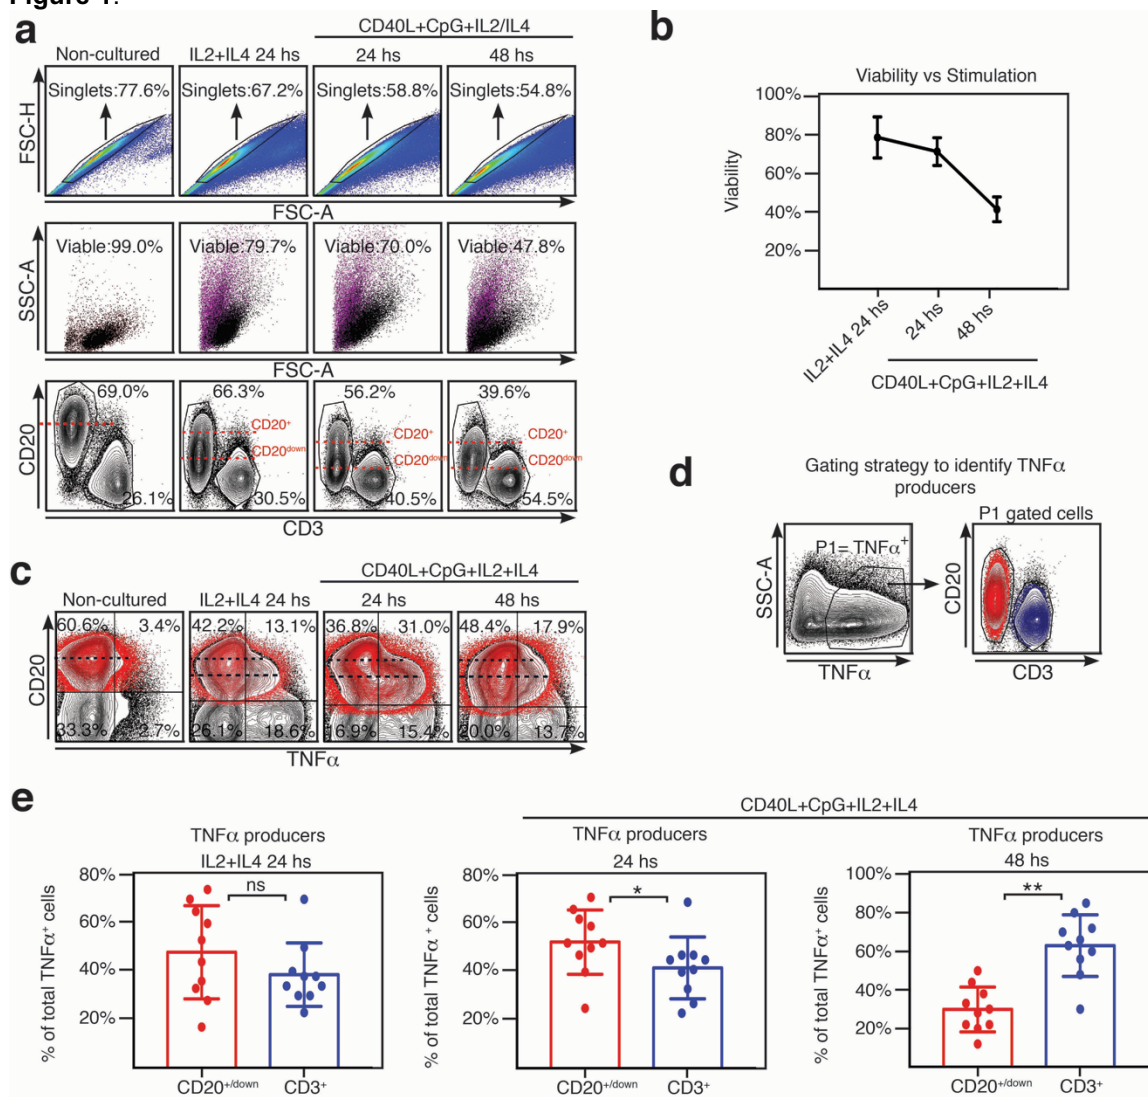 Figure 1.
a
CD40L+CpG+IL2/IL4
Non-cultured IL2+IL4 24 hs 24 hs 48 hs
FSC-H
Singlets:77.6% Singlets:67.2% Singlets:58.8% Singlets:54.8%
FSC-A
SSC-A
Viable:99.0% Viable:79.7% Viable:70.0% Viable:47.8%
FSC-A
CD20
69.0% 66.3% 56.2% 39.6%
CD20+ CD20+ CD20+
CD20down CD20down CD20down
26.1% 30.5% 40.5% 54.5%
CD3
b
Viability vs Stimulation
Viability
100%
80%
60%
40%
20%
IL2+IL4 24 hs
24 hs
48 hs
CD40L+CpG+IL2+IL4
c
CD40L+CpG+IL2+IL4
Non-cultured IL2+IL4 24 hs 24 hs 48 hs
CD20
60.6% 3.4% 42.2% 13.1% 36.8% 31.0% 48.4% 17.9%
33.3% 2.7% 26.1% 18.6% 16.9% 15.4% 20.0% 13.7%
TNFα
d
Gating strategy to identify TNFα
producers
P1 gated cells
SSC-A
P1= TNFα+
TNFα
CD20
CD3
e
CD40L+CpG+IL2+IL4
TNFα producers
IL2+IL4 24 hs
% of total TNFα+ cells
80%
60%
40%
20%
ns
CD20+/down CD3+
TNFα producers
24 hs
% of total TNFα+ cells
80%
60%
40%
20%
*
CD20+/down CD3+
TNFα producers
48 hs
% of total TNFα+ cells
100%
80%
60%
40%
20%
**
CD20+/down CD3+